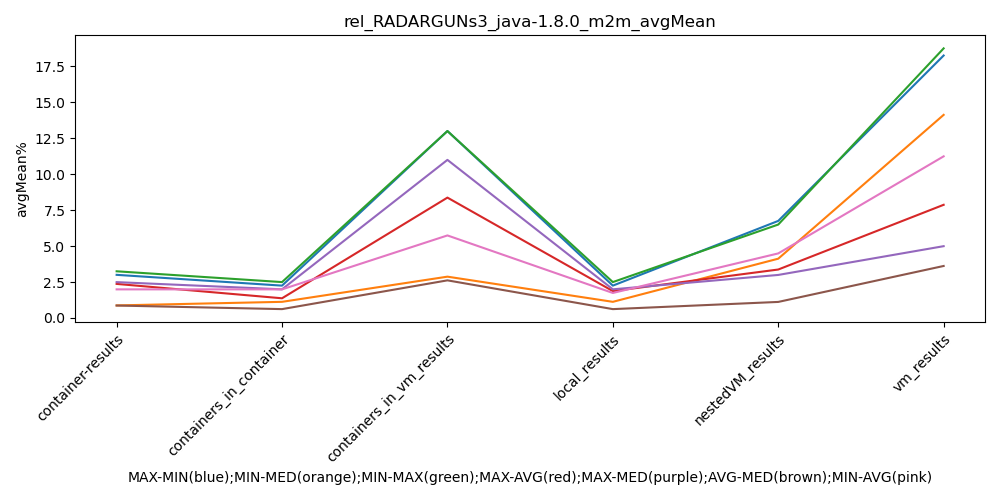 rel_RADARGUNs3_java-1.8.0_m2m_avgMean
avgMean%
17.5
15.0
12.5
10.0
7.5
5.0
2.5
0.0
container-results
containers_in_container
containers_in_vm_results
local_results
nestedVM_results
vm_results
MAX-MIN(blue);MIN-MED(orange);MIN-MAX(green);MAX-AVG(red);MAX-MED(purple);AVG-MED(brown);MIN-AVG(pink)